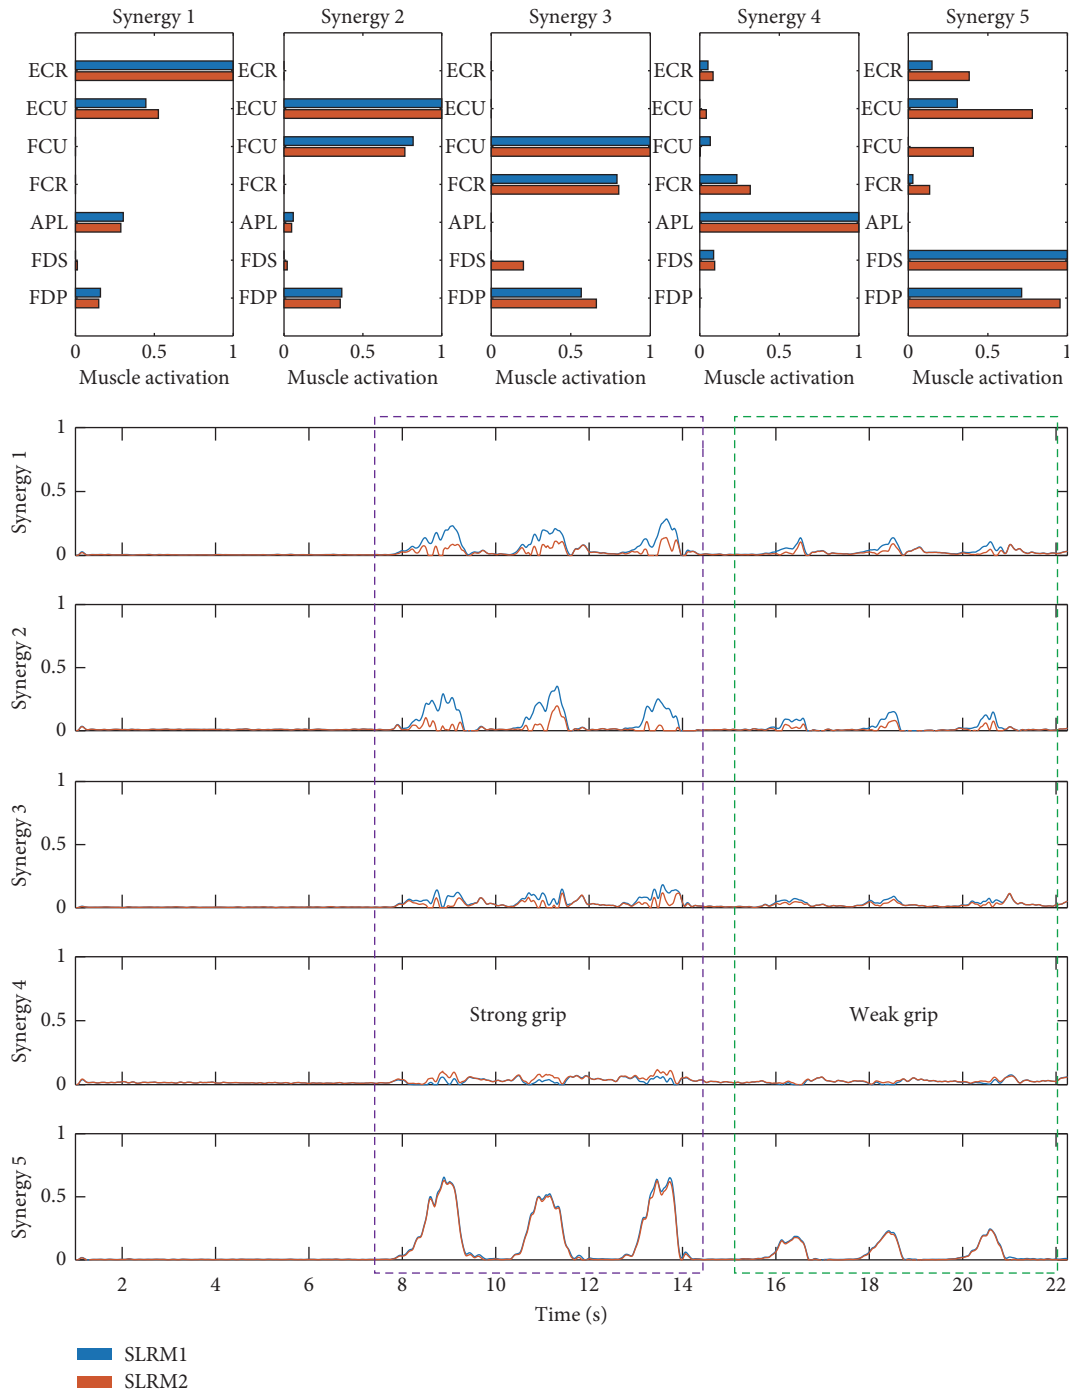 Synergy 1 Synergy 2 Synergy 3 Synergy 4 Synergy 5
ECR ECR ECR ECR ECR
ECU ECU ECU ECU ECU
FCU FCU FCU FCU FCU
FCR FCR FCR FCR FCR
APL APL APL APL APL
FDS FDS FDS FDS FDS
FDP FDP FDP FDP FDP
0 0.5 1 0 0.5 1 0 0.5 1 0 0.5 1 0 0.5 1
Muscle activation Muscle activation Muscle activation Muscle activation Muscle activation
Synergy 1
1
0.5
0
Synergy 2
1
0.5
0
Synergy 3
1
0.5
0
Synergy 4
1
0.5
0
Strong grip Weak grip
Synergy 5
1
0.5
0
2 4 6 8 10 12 14 16 18 20 22
Time (s)
SLRM1
SLRM2